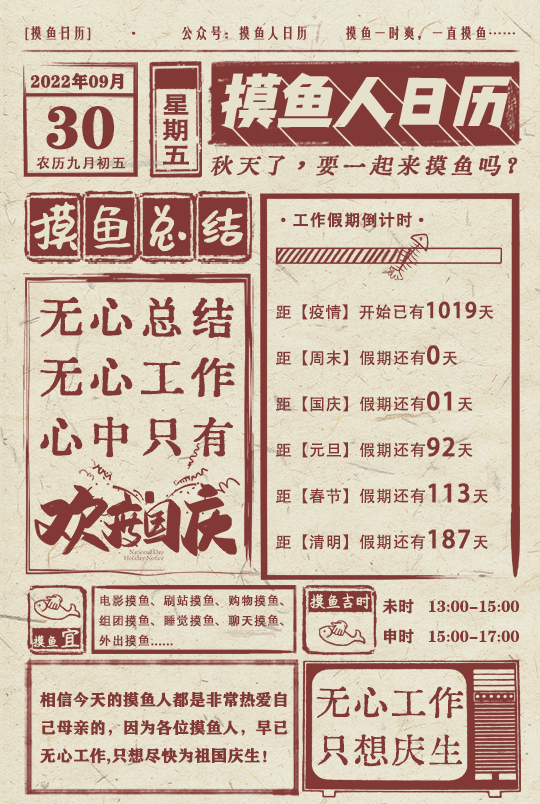 [摸鱼日历] · 公众号：摸鱼人日历 摸鱼一时爽，一直摸鱼……
2022年09月
30
农历九月初五
星期五
摸鱼人日历
秋天了，要一起来摸鱼吗？
摸鱼总结
无心总结
无心工作
心中只有
欢度国庆
National Day
Holiday Notice
·工作假期倒计时·
距【疫情】开始已有1019天
距【周末】假期还有0天
距【国庆】假期还有01天
距【元旦】假期还有92天
距【春节】假期还有113天
距【清明】假期还有187天
摸鱼宜
电影摸鱼、刷站摸鱼、购物摸鱼、
组团摸鱼、睡觉摸鱼、聊天摸鱼、
外出摸鱼……
摸鱼吉时
未时 13:00-15:00
申时 15:00-17:00
相信今天的摸鱼人都是非常热爱自
己母亲的，因为各位摸鱼人，早已
无心工作,只想尽快为祖国庆生!
无心工作
只想庆生